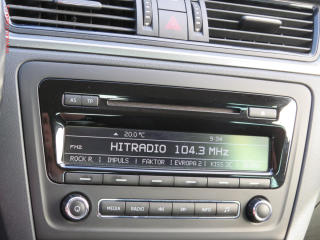 AS TP
20.0°C 9:34
FM2 HITRADIO 104.3 MHz
ROCK R. IMPULS FAKTOR EVROPA 2 KISS
MEDIA RADIO